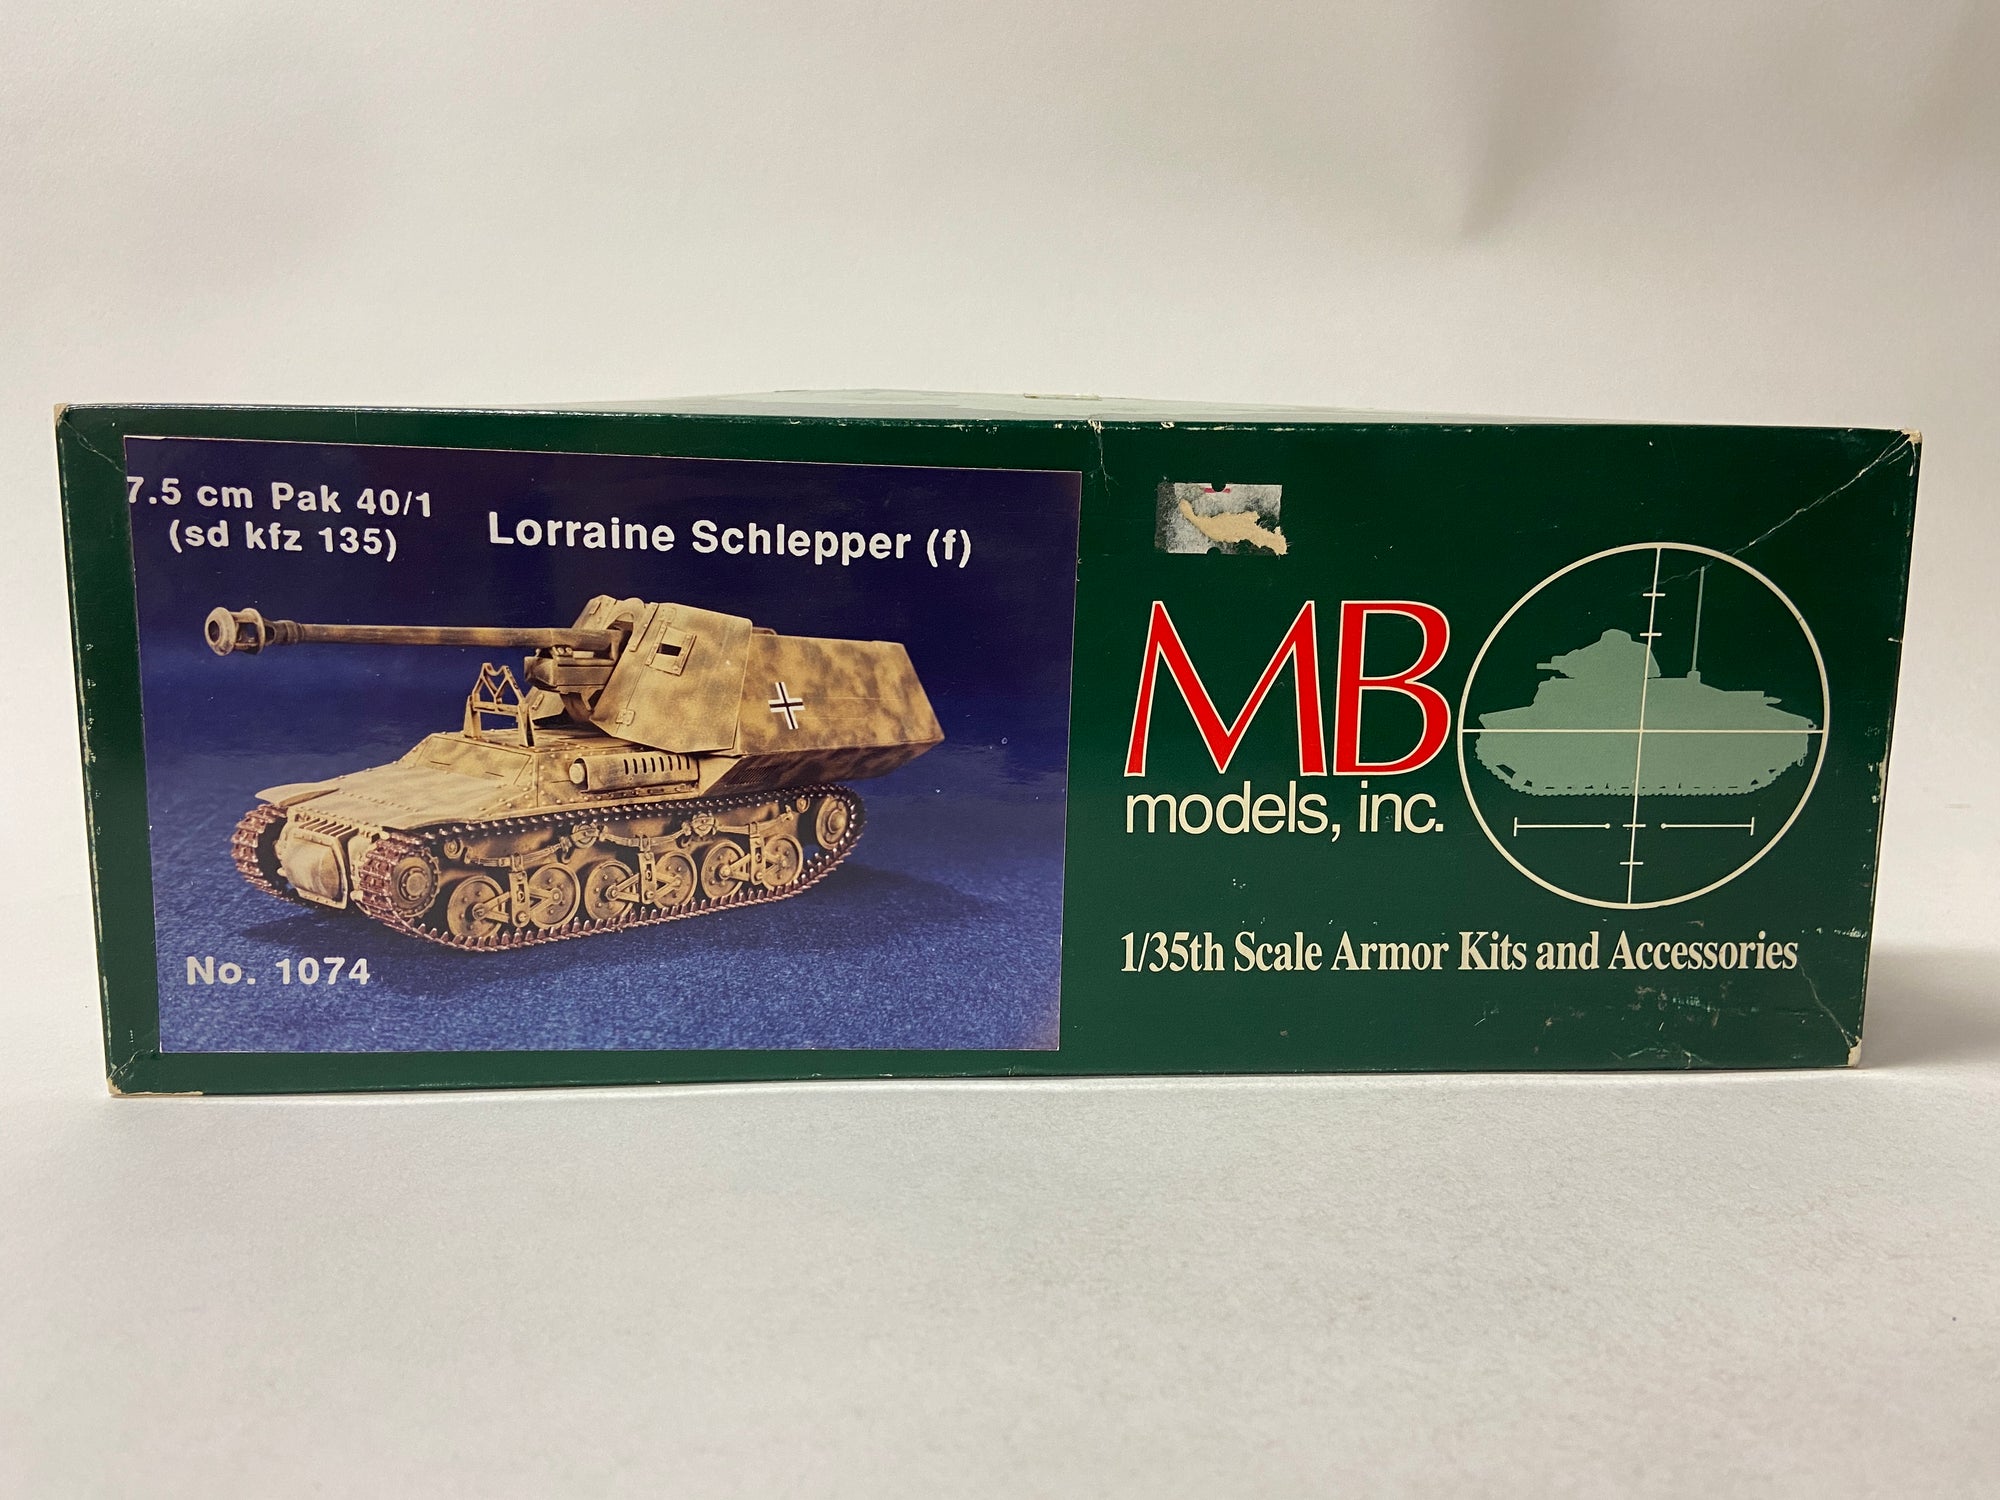 7.5 cm Pak 40/1
(sd kfz 135)
Lorraine Schlepper (f)
No. 1074
MB
models, inc.
1/35th Scale Armor Kits and Accessories